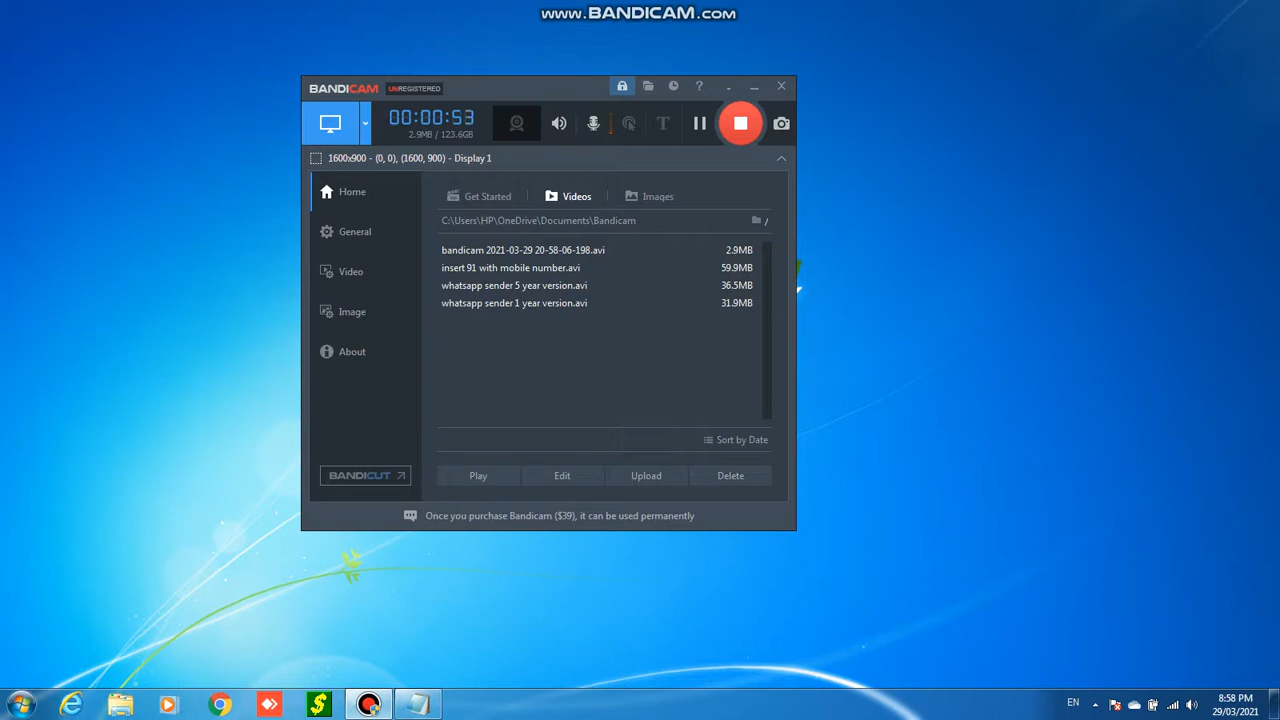 www.BANDICAM.com
BANDICAM UNREGISTERED
?
00:00:53
2.9MB / 123.6GB
T
1600x900 - (0, 0), (1600, 900) - Display 1
Home
General
Video
Image
About
BANDICUT
Get Started
Videos
Images
C:\Users\HP\OneDrive\Documents\Bandicam
/
bandicam 2021-03-29 20-58-06-198.avi 2.9MB
insert 91 with mobile number.avi 59.9MB
whatsapp sender 5 year version.avi 36.5MB
whatsapp sender 1 year version.avi 31.9MB
Sort by Date
Play Edit Upload Delete
Once you purchase Bandicam ($39), it can be used permanently
EN
8:58 PM
29/03/2021